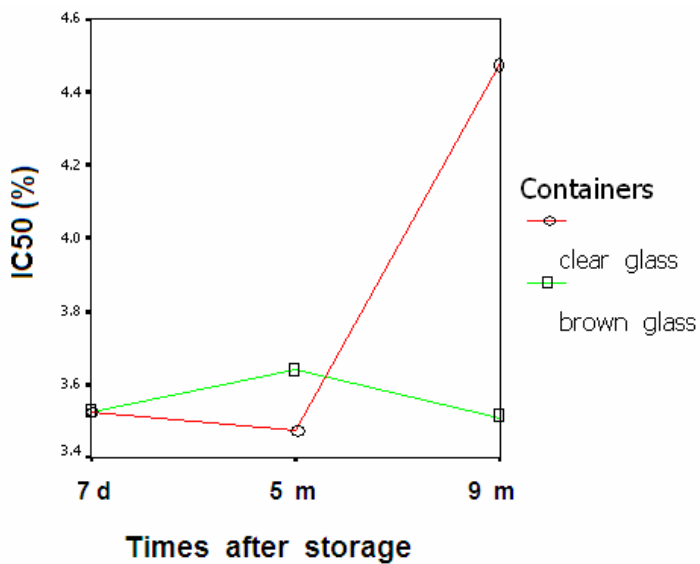 4.6
4.4
4.2
4.0
3.8
3.6
3.4
IC50 (%)
7 d 5 m 9 m
Times after storage
Containers
clear glass
brown glass